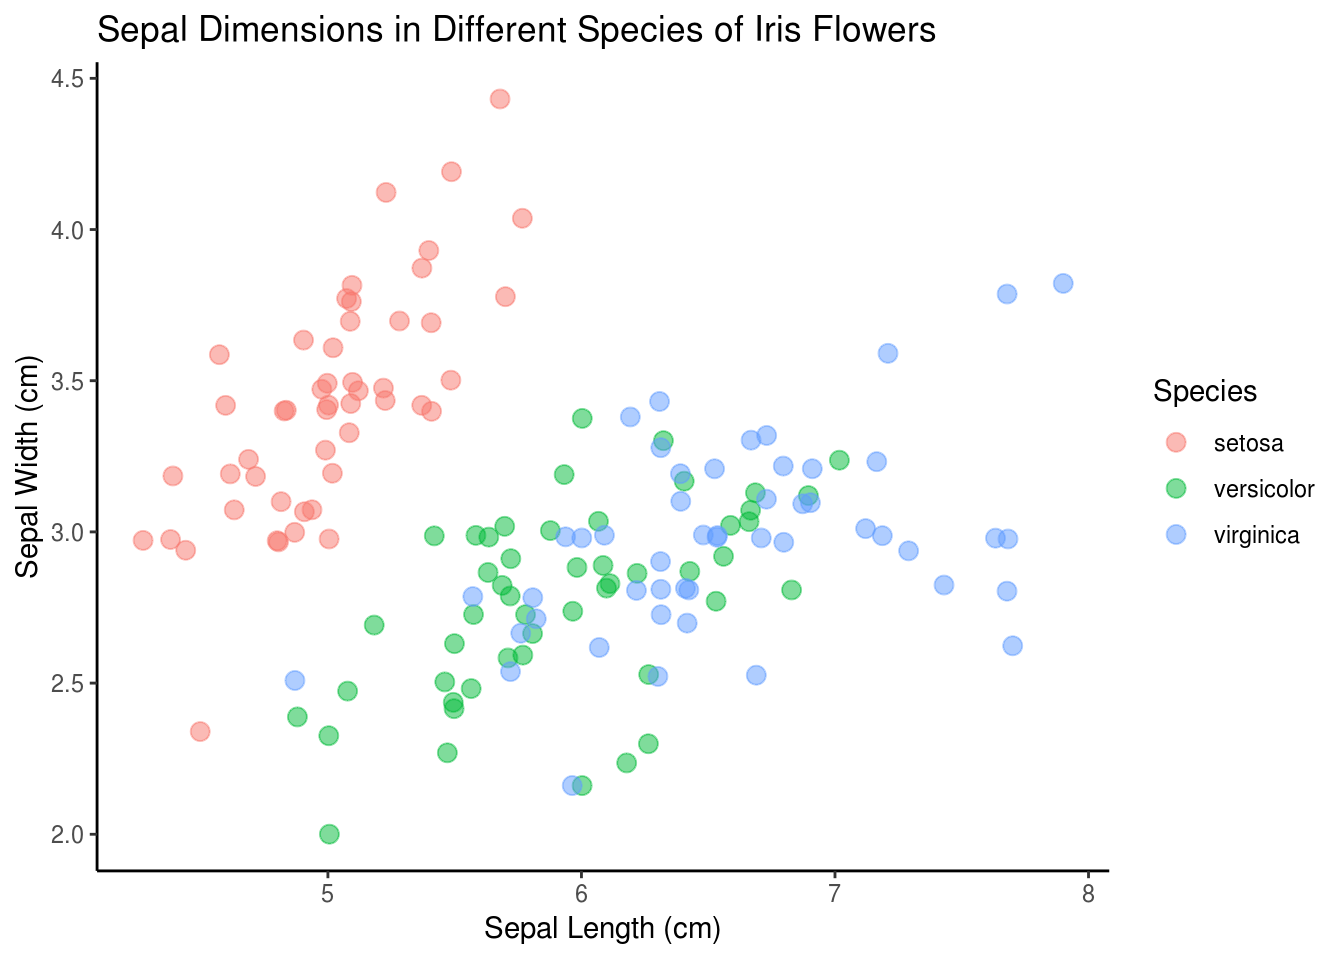 Sepal Dimensions in Different Species of Iris Flowers
4.5
4.0
3.5
3.0
2.5
2.0
Sepal Width (cm)
5
6
7
8
Sepal Length (cm)
Species
setosa
versicolor
virginica